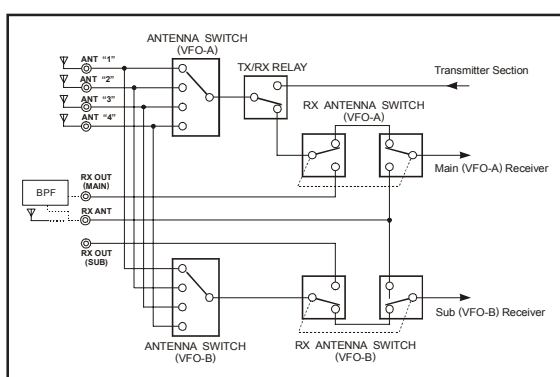 ANTENNA SWITCH
(VFO-A)
ANT “1”
ANT “2”
ANT “3”
ANT “4”
TX/RX RELAY
Transmitter Section
RX ANTENNA SWITCH
(VFO-A)
Main (VFO-A) Receiver
RX OUT
(MAIN)
BPF
RX ANT
RX OUT
(SUB)
Sub (VFO-B) Receiver
ANTENNA SWITCH
(VFO-B)
RX ANTENNA SWITCH
(VFO-B)